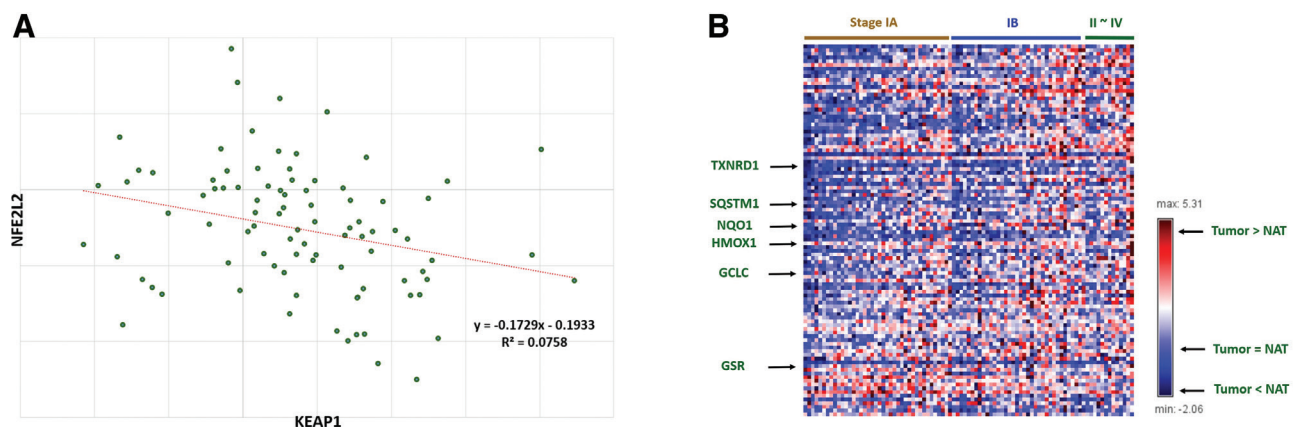 A
NFE2L2
y = -0.1729x - 0.1933
R² = 0.0758
KEAP1
B
Stage IA
IB
II ~ IV
TXNRD1
SQSTM1
NQO1
HMOX1
GCLC
GSR
max: 5.31
Tumor > NAT
Tumor = NAT
Tumor < NAT
min: -2.06